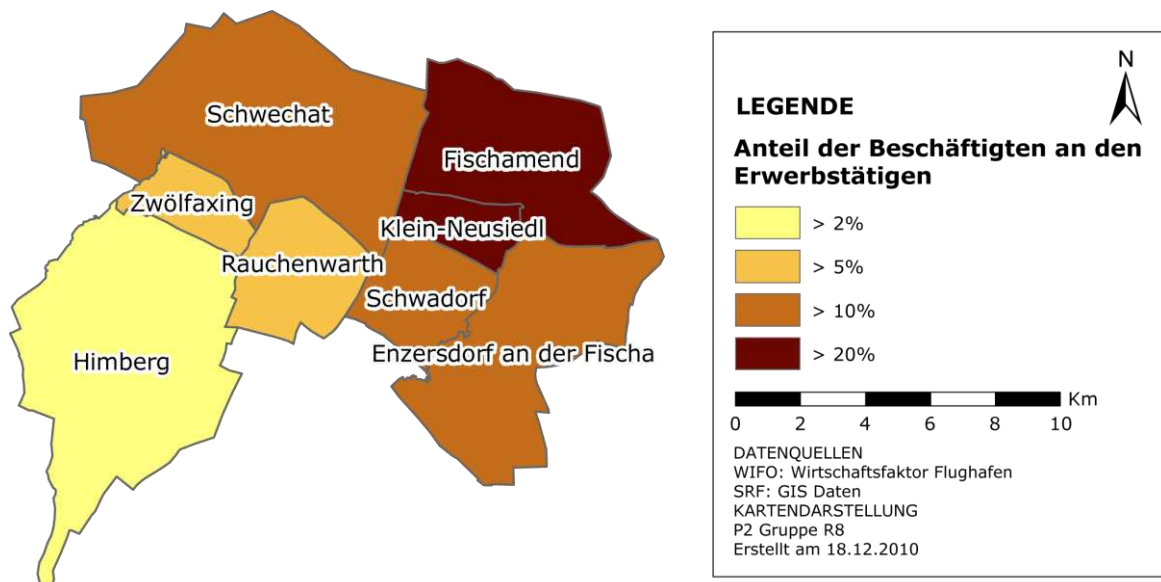 Schwechat
Fischamend
Zwölfaxing
Klein-Neusiedl
Rauchenwarth
Schwadorf
Enzersdorf an der Fischa
Himberg
N
LEGENDE
Anteil der Beschäftigten an den
Erwerbstätigen
> 2%
> 5%
> 10%
> 20%
Km
0 2 4 6 8 10
DATENQUELLEN
WIFO: Wirtschaftsfaktor Flughafen
SRF: GIS Daten
KARTENDARSTELLUNG
P2 Gruppe R8
Erstellt am 18.12.2010